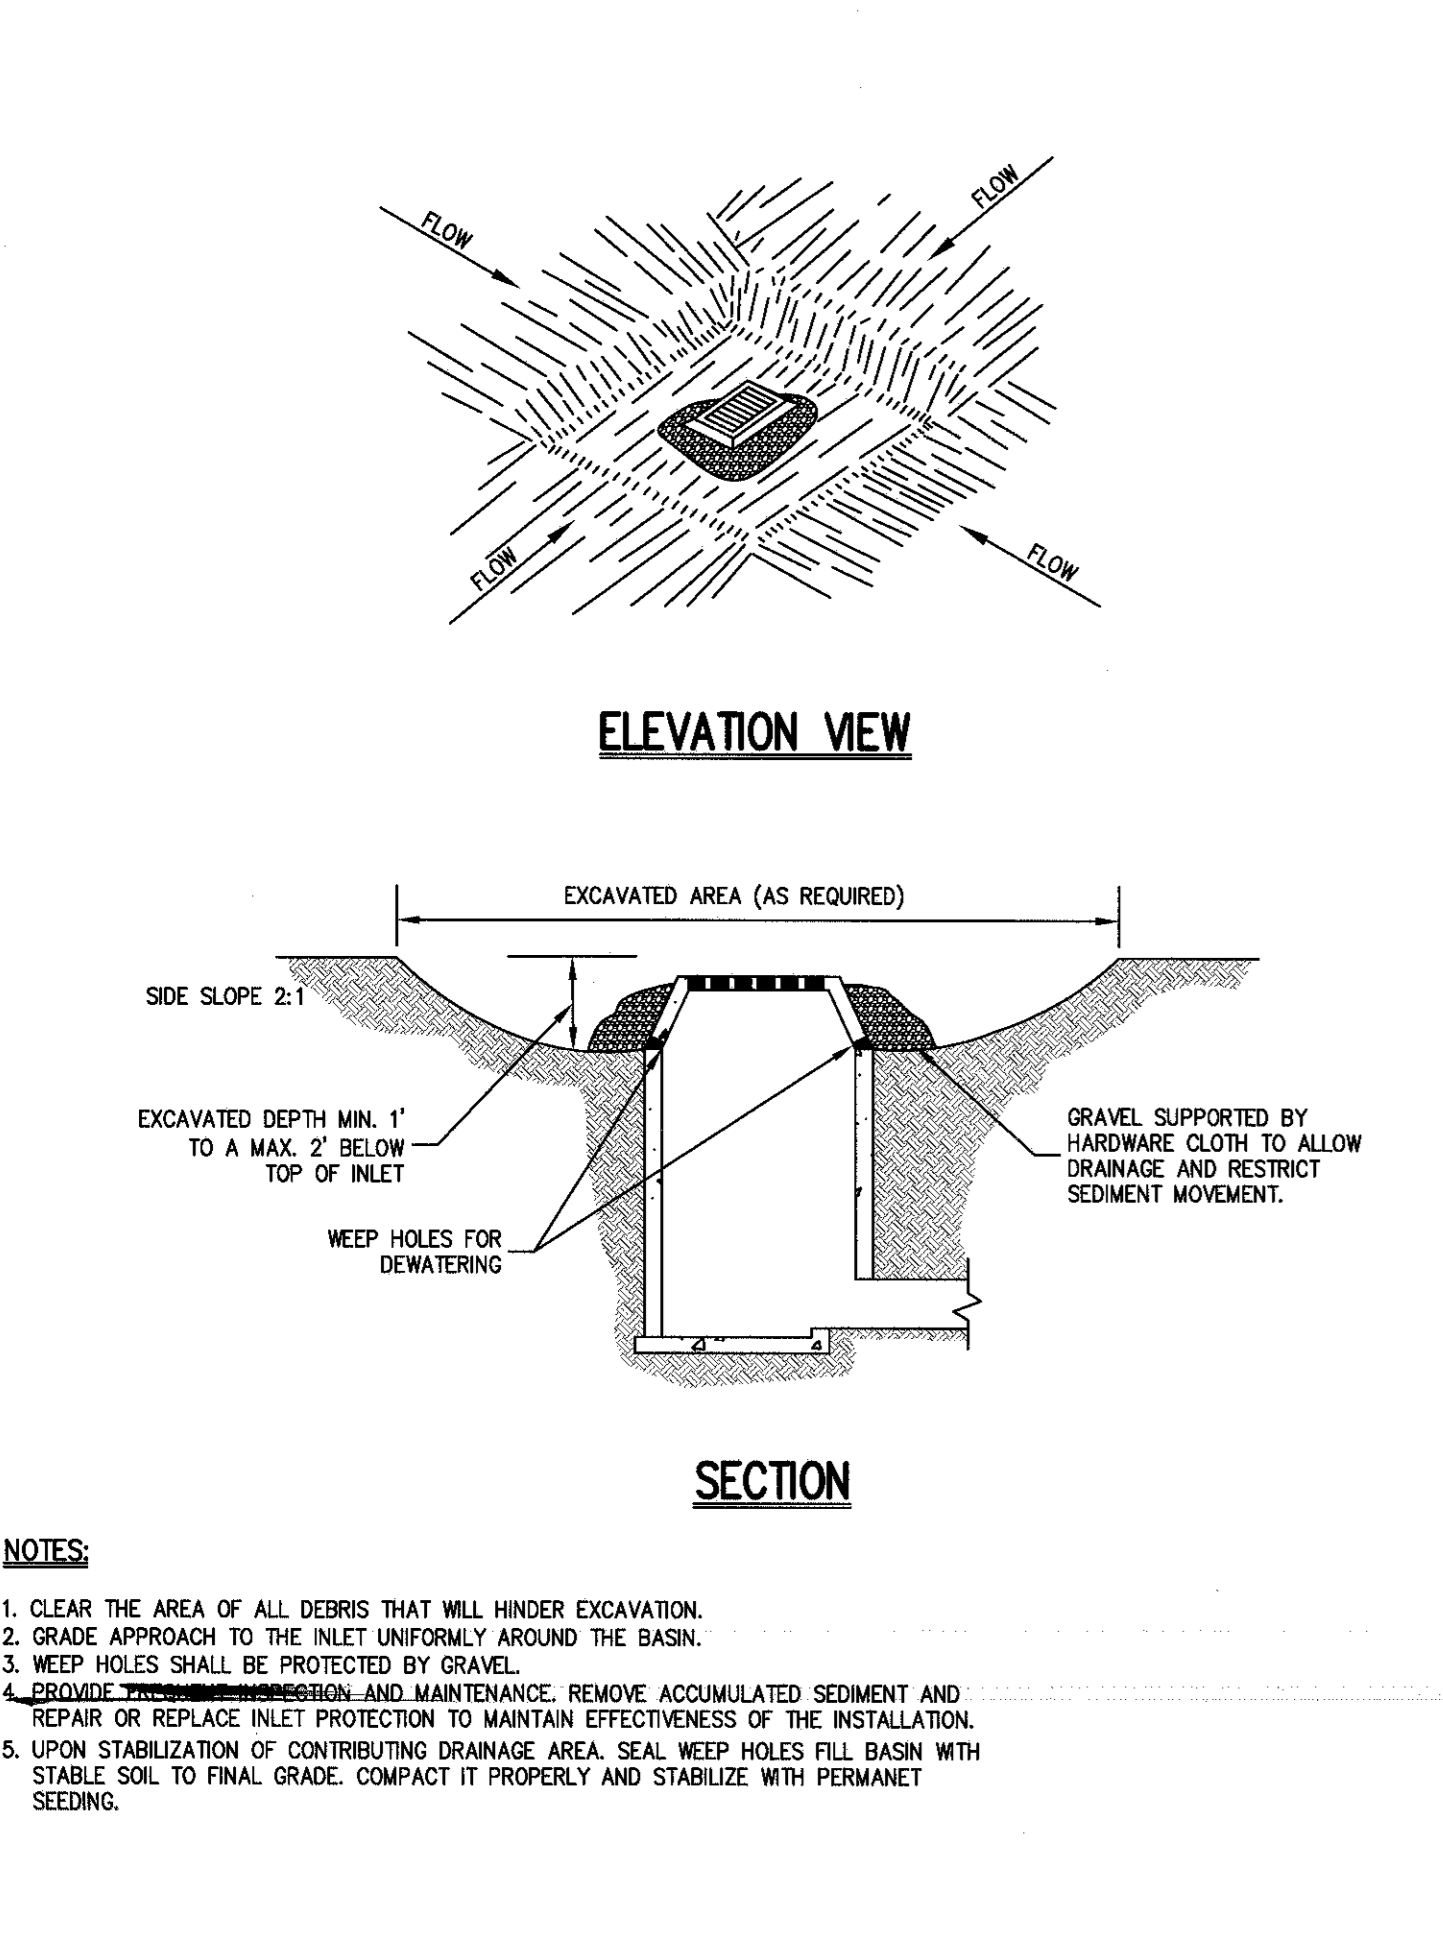 FLOW
FLOW
FLOW
FLOW
ELEVATION VIEW
EXCAVATED AREA (AS REQUIRED)
SIDE SLOPE 2:1
EXCAVATED DEPTH MIN. 1'
TO A MAX. 2' BELOW
TOP OF INLET
GRAVEL SUPPORTED BY
HARDWARE CLOTH TO ALLOW
DRAINAGE AND RESTRICT
SEDIMENT MOVEMENT.
WEEP HOLES FOR
DEWATERING
SECTION
NOTES:
1. CLEAR THE AREA OF ALL DEBRIS THAT WILL HINDER EXCAVATION.
2. GRADE APPROACH TO THE INLET UNIFORMLY AROUND THE BASIN.
3. WEEP HOLES SHALL BE PROTECTED BY GRAVEL.
4. PROVIDE FREQUENT INSPECTION AND MAINTENANCE. REMOVE ACCUMULATED SEDIMENT AND
REPAIR OR REPLACE INLET PROTECTION TO MAINTAIN EFFECTIVENESS OF THE INSTALLATION.
5. UPON STABILIZATION OF CONTRIBUTING DRAINAGE AREA. SEAL WEEP HOLES FILL BASIN WITH
STABLE SOIL TO FINAL GRADE. COMPACT IT PROPERLY AND STABILIZE WITH PERMANET
SEEDING.